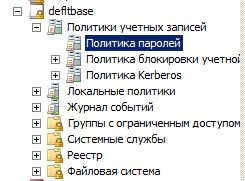 defltbase
Политики учетных записей
Политика паролей
Политика блокировки учетной
Политика Kerberos
Локальные политики
Журнал событий
Группы с ограниченным доступом
Системные службы
Реестр
Файловая система